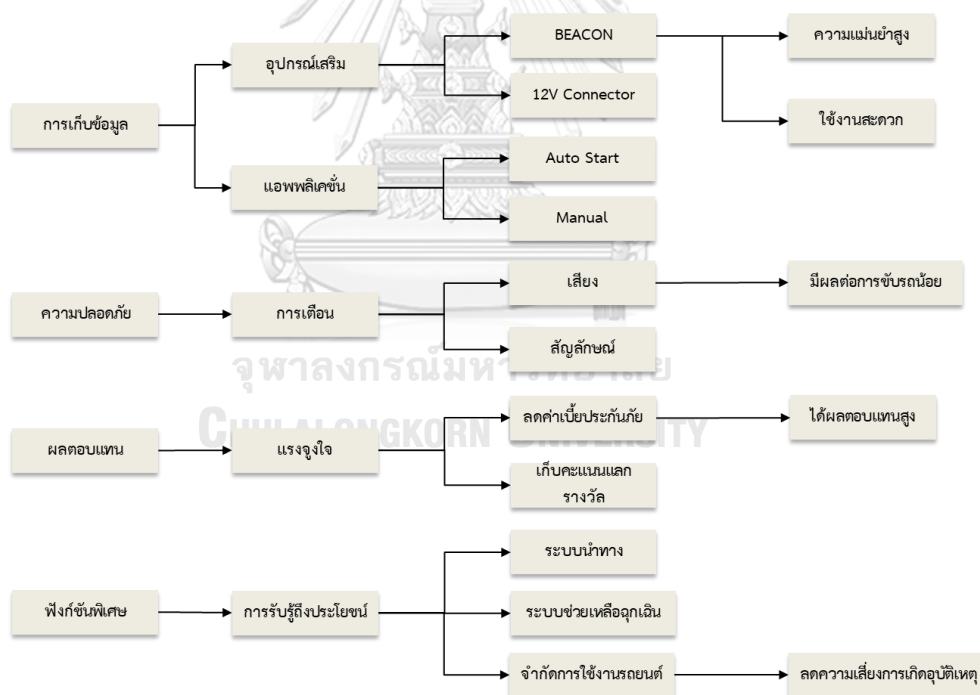 BEACON
ความแม่นยำสูง
อุปกรณ์เสริม
12V Connector
การเก็บข้อมูล
ใช้งานสะดวก
Auto Start
แอพพลิเคชั่น
Manual
เสียง
มีผลต่อการขับรถน้อย
ความปลอดภัย
การเตือน
สัญลักษณ์
จุฬาลงกรณ์มหาวิทยาลัย
ลดค่าเบี้ยประกันภัย
ได้ผลตอบแทนสูง
CHULALONGKORN UNIVERSITY
ผลตอบแทน
แรงจูงใจ
เก็บคะแนนแลก
รางวัล
ระบบนำทาง
ฟังก์ชันพิเศษ
การรับรู้ถึงประโยชน์
ระบบช่วยเหลือฉุกเฉิน
จำกัดการใช้งานรถยนต์
ลดความเสี่ยงการเกิดอุบัติเหตุ